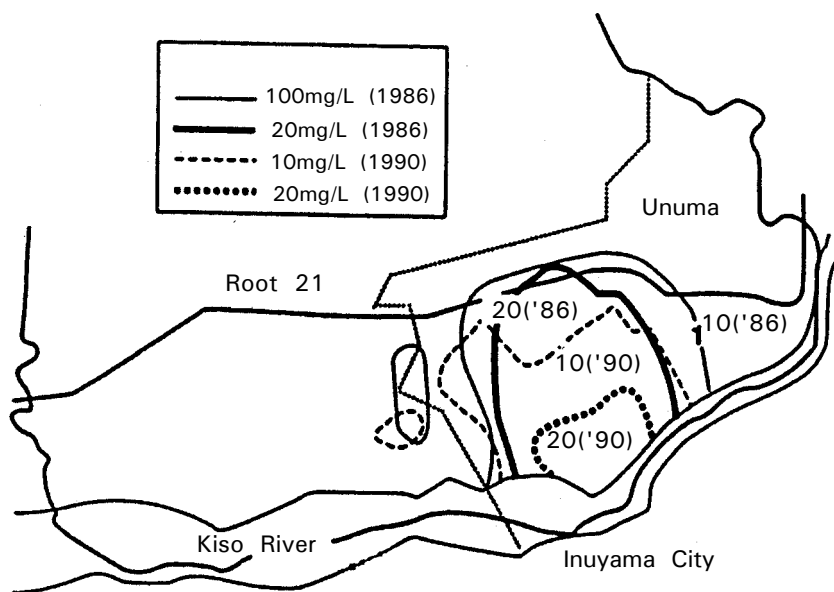 100mg/L (1986)
20mg/L (1986)
10mg/L (1990)
20mg/L (1990)
Unuma
Root 21
20('86)
10('86)
10('90)
20('90)
Kiso River
Inuyama City